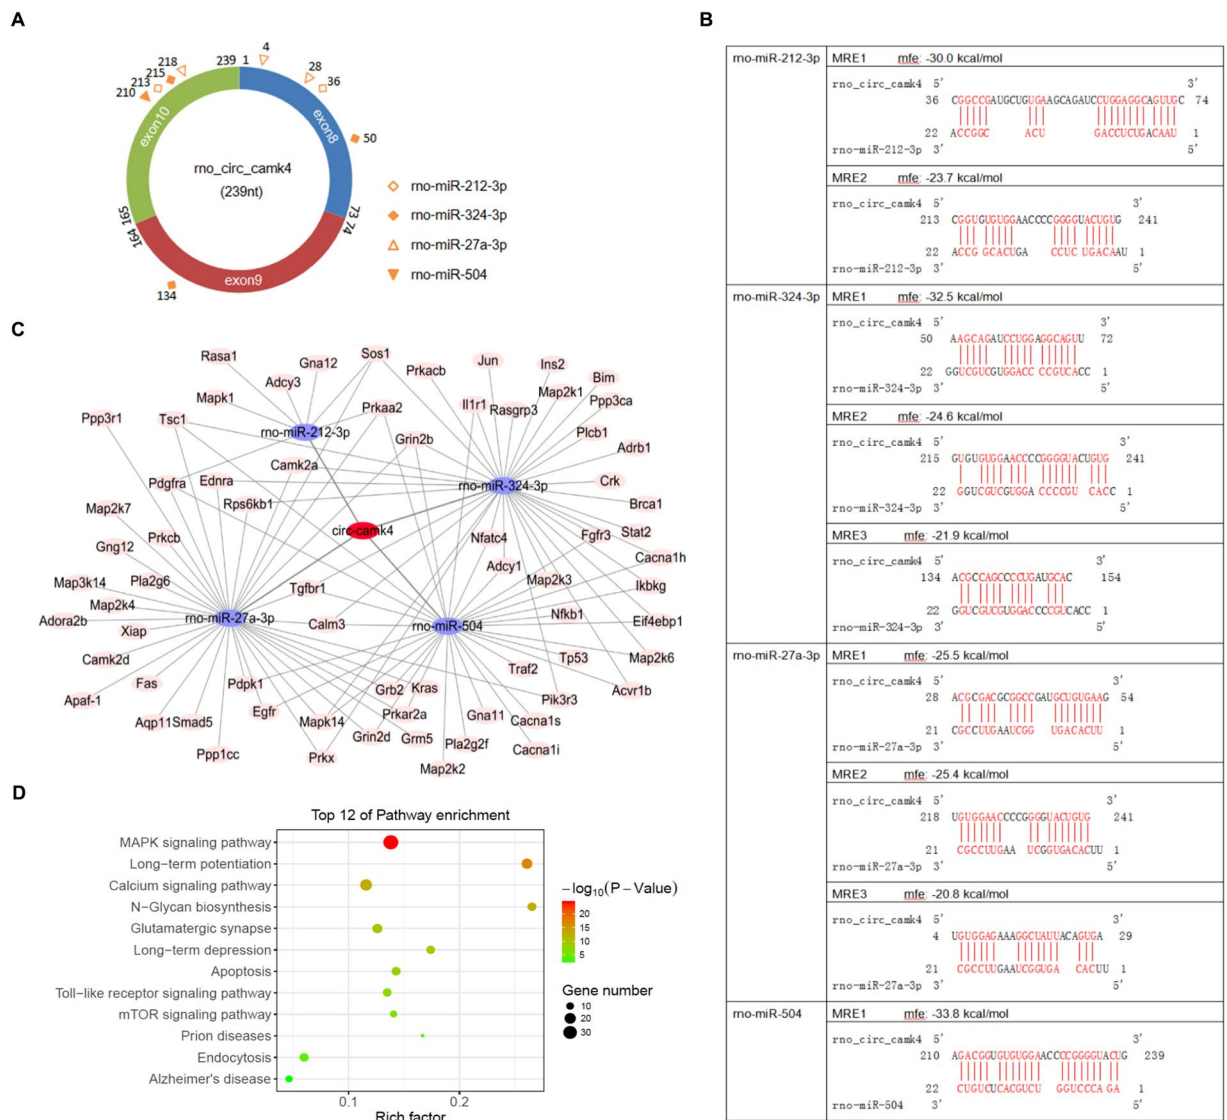 A
239
1
4
28
36
50
73
74
134
164
165
210
213
215
218
exon8
exon9
exon10
rno_circ_camk4
(239nt)
rno-miR-212-3p
rno-miR-324-3p
rno-miR-27a-3p
rno-miR-504
B
rno-miR-212-3p
MRE1 mfe: -30.0 kcal/mol
rno_circ_camk4 5' 3'
36 CGGCCGAUGCUGUGAAGCAGAUCCUGGAGGCAGUUGC 74
22 ACCGGC ACU GACCUCUGACAAU 1
rno-miR-212-3p 3' 5'
MRE2 mfe: -23.7 kcal/mol
rno_circ_camk4 5' 3'
213 CGGUGUGUGGAACCCCGGGGUACUGUG 241
22 ACCG GCACUGA CCUC UGACAAU 1
rno-miR-212-3p 3' 5'
rno-miR-324-3p
MRE1 mfe: -32.5 kcal/mol
rno_circ_camk4 5' 3'
50 AAGCAGAUCCUGGAGGCAGUU 72
22 GGUCGUCGUGGACC CCGUCACC 1
rno-miR-324-3p 3' 5'
MRE2 mfe: -24.6 kcal/mol
rno_circ_camk4 5' 3'
215 GUGUGUGGAACCCCGGGGUACUGUG 241
22 GGUCGUCGUGGA CCCCGU CACC 1
rno-miR-324-3p 3' 5'
MRE3 mfe: -21.9 kcal/mol
rno_circ_camk4 5' 3'
134 ACGCCAGCCCCUGAUGCAC 154
22 GGUCGUCGUGGACCCCGUCACC 1
rno-miR-324-3p 3' 5'
rno-miR-27a-3p
MRE1 mfe: -25.5 kcal/mol
rno_circ_camk4 5' 3'
28 ACGCGACGCGGCCGAUGCUGUGAAG 54
21 CGCCUUGAAUCGG UGACACUU 1
rno-miR-27a-3p 3' 5'
MRE2 mfe: -25.4 kcal/mol
rno_circ_camk4 5' 3'
218 UGUGGAACCCCGGGGUACUGUG 241
21 CGCCUUGAA UCGGUGACACUU 1
rno-miR-27a-3p 3' 5'
MRE3 mfe: -20.8 kcal/mol
rno_circ_camk4 5' 3'
4 UGUGGAGAAAGGCUAUUACAGUGA 29
21 CGCCUUGAAUCGGUGA CACUU 1
rno-miR-27a-3p 3' 5'
rno-miR-504
MRE1 mfe: -33.8 kcal/mol
rno_circ_camk4 5' 3'
210 AGACGGUGUGUGGAACCCCGGGGUACUG 239
22 CUGUCUCACGUCU GGUCCCAGA 1
rno-miR-504 3' 5'
C
Rasa1
Gna12
Sos1
Adcy3
Prkacb
Jun
Ins2
Bim
Mapk1
Map2k1
Ppp3ca
Ppp3r1
Tsc1
Prkaa2
Il1r1
Rasgrp3
rno-miR-212-3p
Grin2b
Plcb1
Adrb1
Camk2a
Pdgfra
Ednra
rno-miR-324-3p
Crk
Rps6kb1
Brca1
Map2k7
circ-camk4
Prkcb
Nfatc4
Fgfr3
Stat2
Gng12
Cacna1h
Adcy1
Map3k14
Pla2g6
Tgfbr1
Map2k3
Ikbkg
Map2k4
Adora2b
rno-miR-27a-3p
Calm3
rno-miR-504
Nfkb1
Eif4ebp1
Xiap
Camk2d
Tp53
Map2k6
Traf2
Fas
Pdpk1
Grb2
Kras
Acvr1b
Apaf-1
Pik3r3
Egfr
Prkar2a
Gna11
Aqp11
Smad5
Mapk14
Cacna1s
Grin2d
Grm5
Pla2g2f
Cacna1i
Ppp1cc
Prkx
Map2k2
D
Top 12 of Pathway enrichment
MAPK signaling pathway
Long−term potentiation
Calcium signaling pathway
N−Glycan biosynthesis
Glutamatergic synapse
Long−term depression
Apoptosis
Toll−like receptor signaling pathway
mTOR signaling pathway
Prion diseases
Endocytosis
Alzheimer's disease
0.1
0.2
Rich factor
−log10(P−Value)
20
15
10
5
Gene number
10
20
30